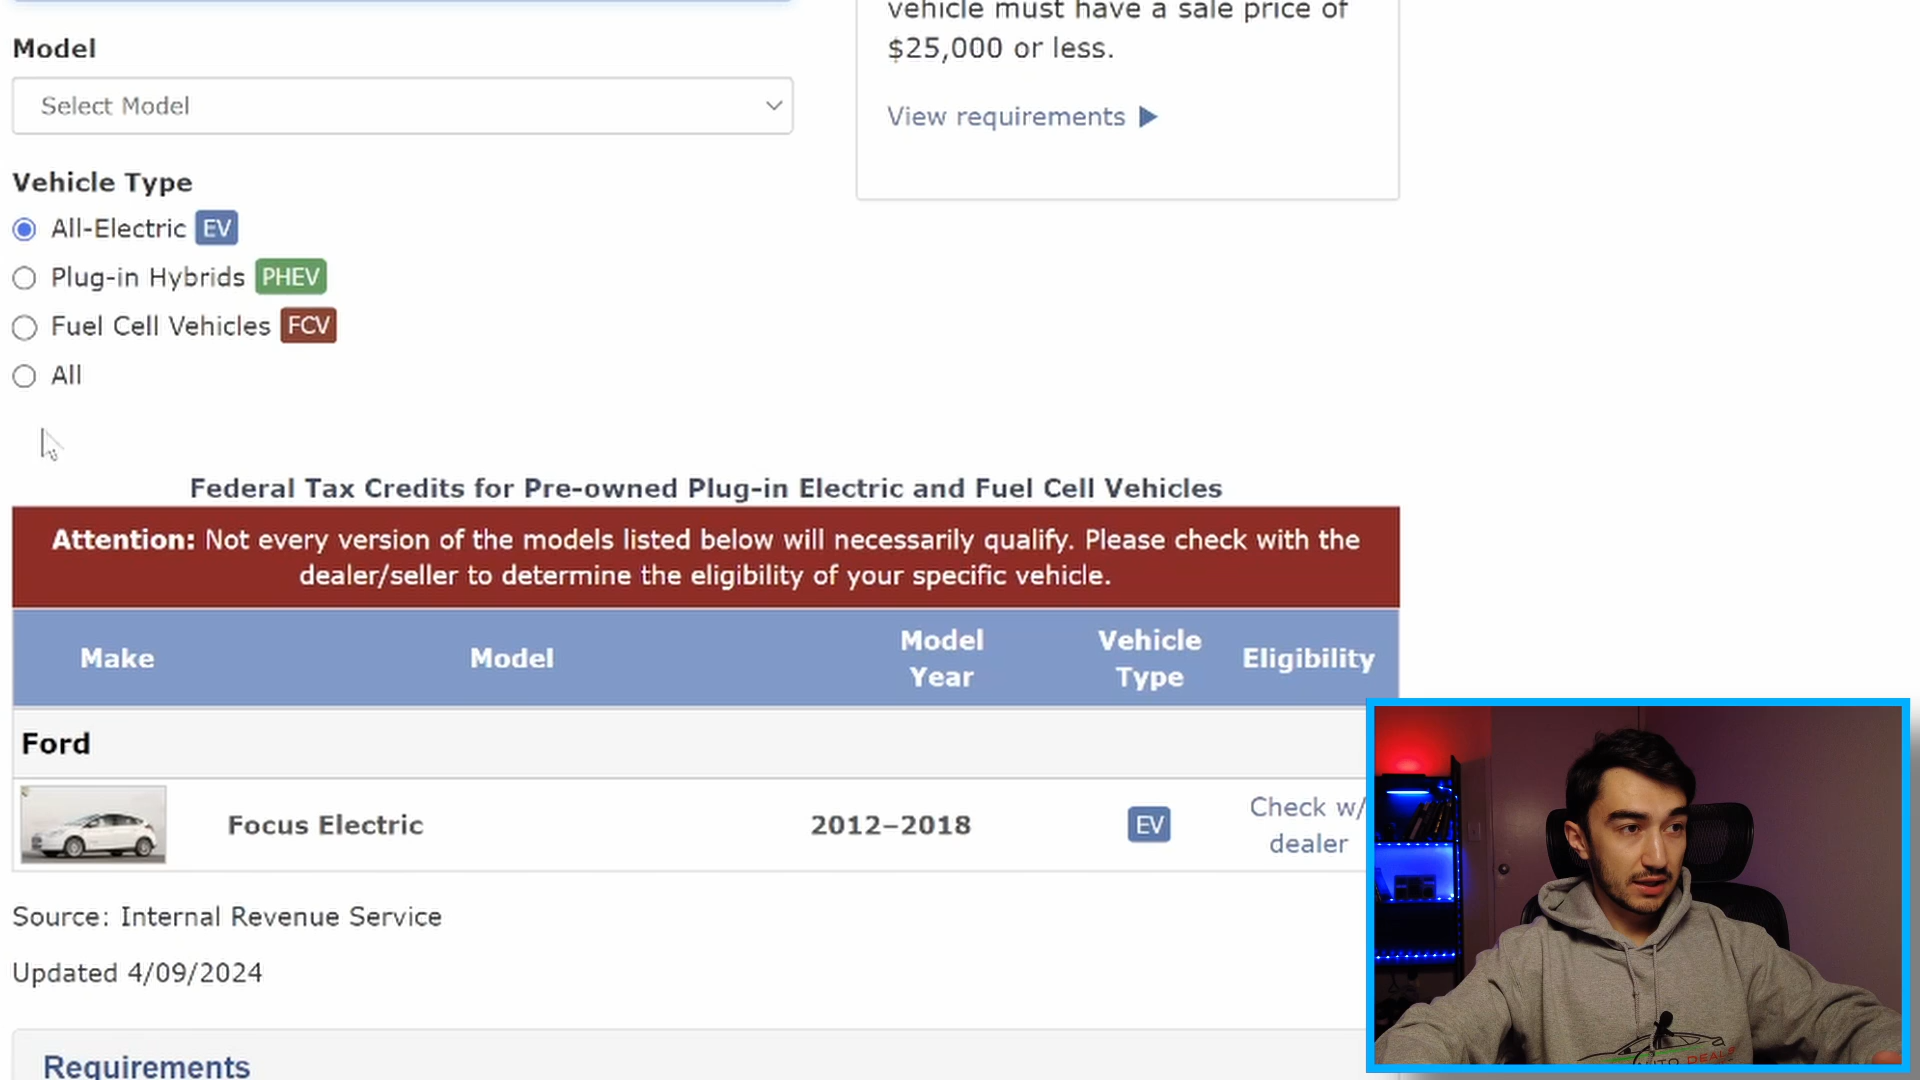 vehicle must have a sale price of
$25,000 or less.
View requirements
Model
Select Model
Vehicle Type
All-Electric EV
Plug-in Hybrids PHEV
Fuel Cell Vehicles FCV
All
Federal Tax Credits for Pre-owned Plug-in Electric and Fuel Cell Vehicles
Attention: Not every version of the models listed below will necessarily qualify. Please check with the
dealer/seller to determine the eligibility of your specific vehicle.
Make Model Model Year Vehicle Type Eligibility
Ford
Focus Electric 2012–2018 EV Check w/ dealer
Source: Internal Revenue Service
Updated 4/09/2024
Requirements
AUTO DEALS